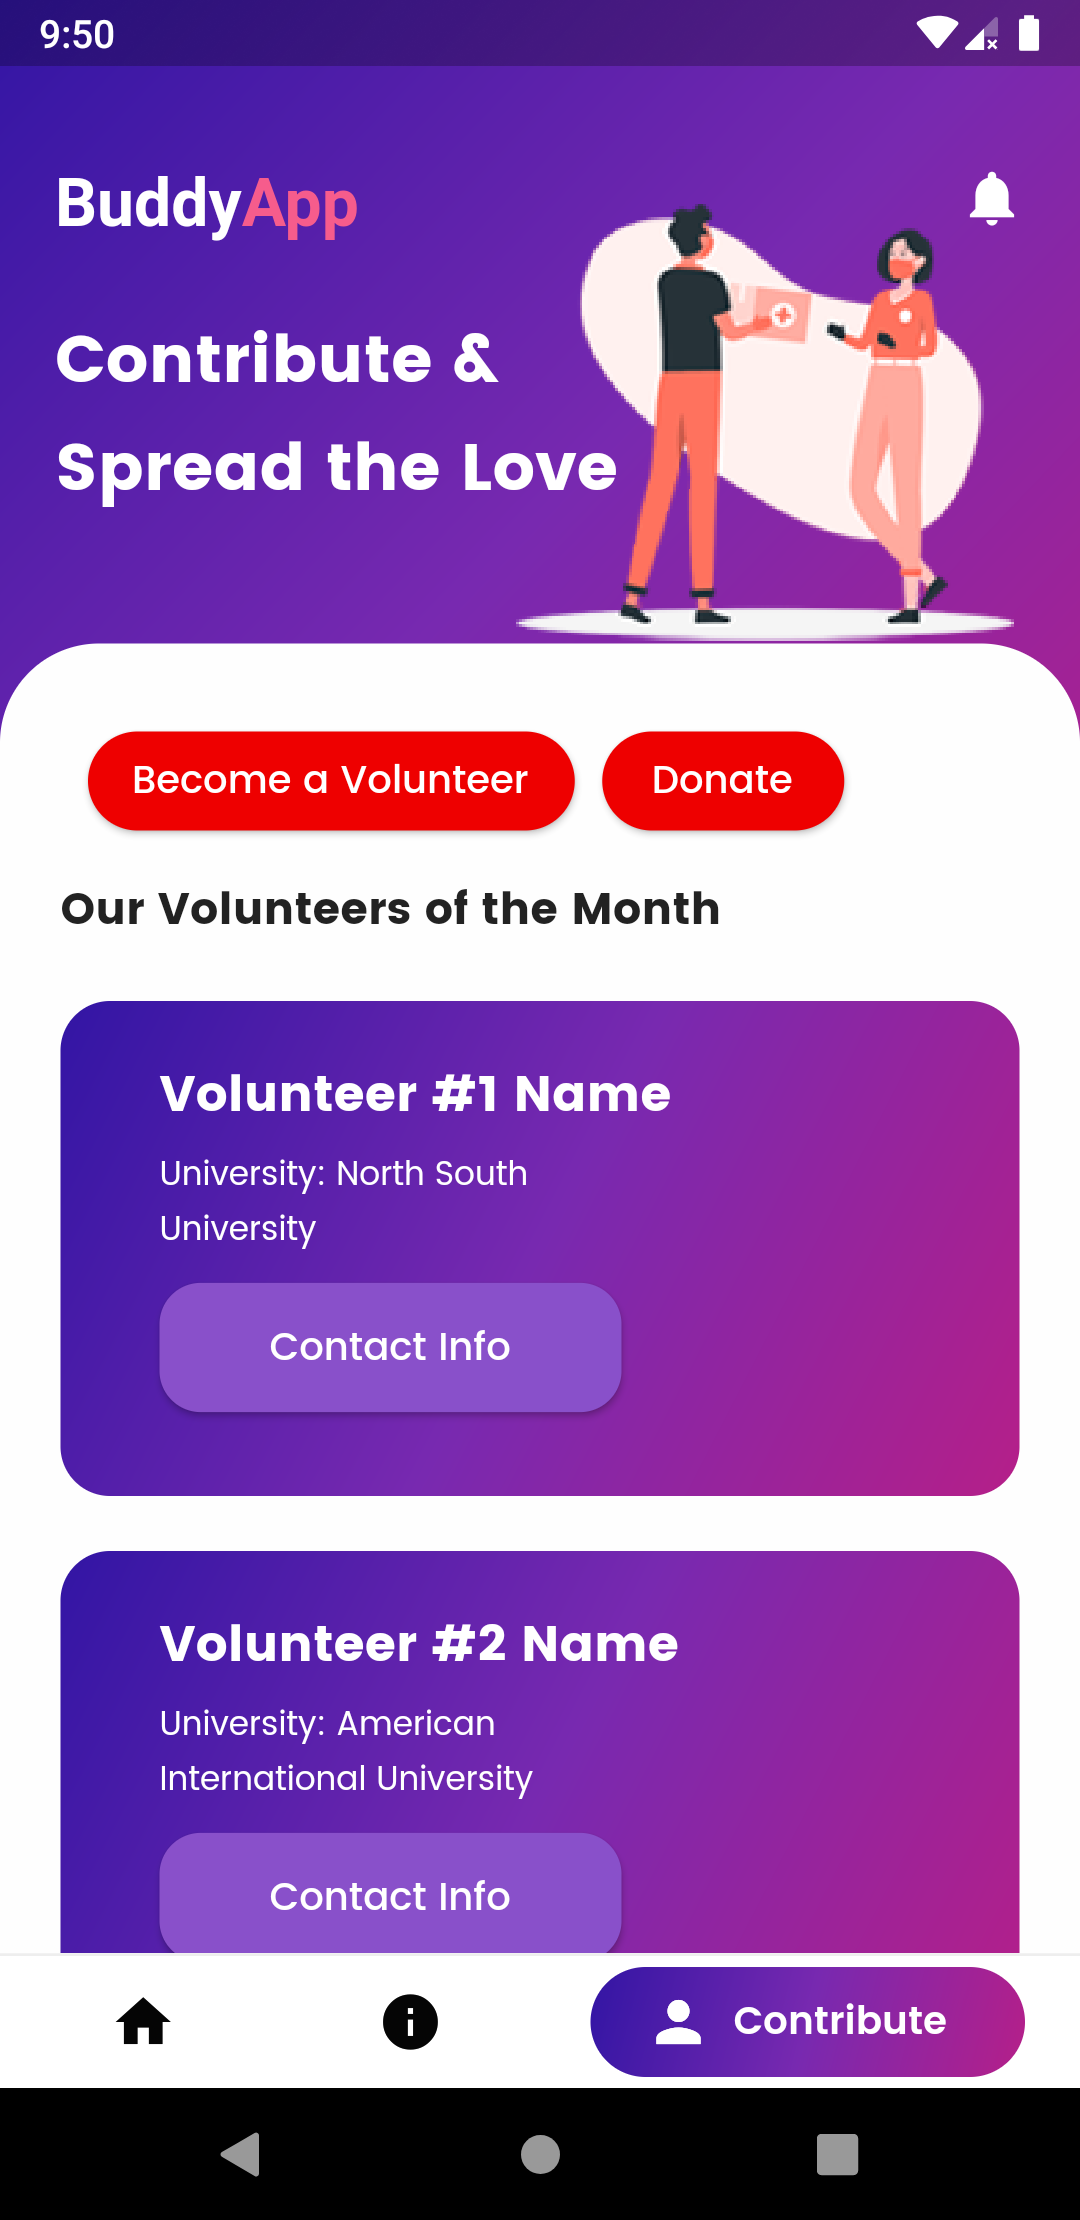 9:50
BuddyApp
Contribute &
Spread the Love
Become a Volunteer
Donate
Our Volunteers of the Month
Volunteer #1 Name
University: North South
University
Contact Info
Volunteer #2 Name
University: American
International University
Contact Info
Contribute